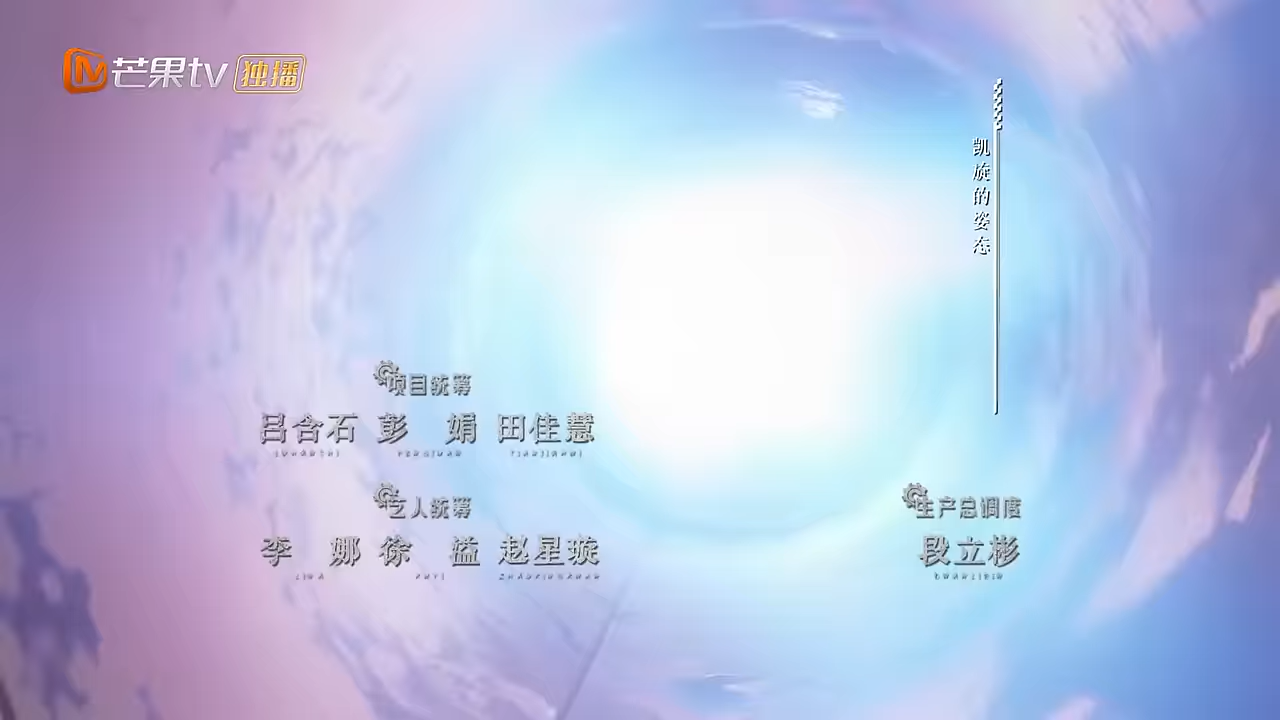 芒果tv 独播
凯旋的姿态
项目统筹
吕含石 彭娟 田佳慧
艺人统筹
李娜 徐溢 赵星璇
生产总调度
段立彬